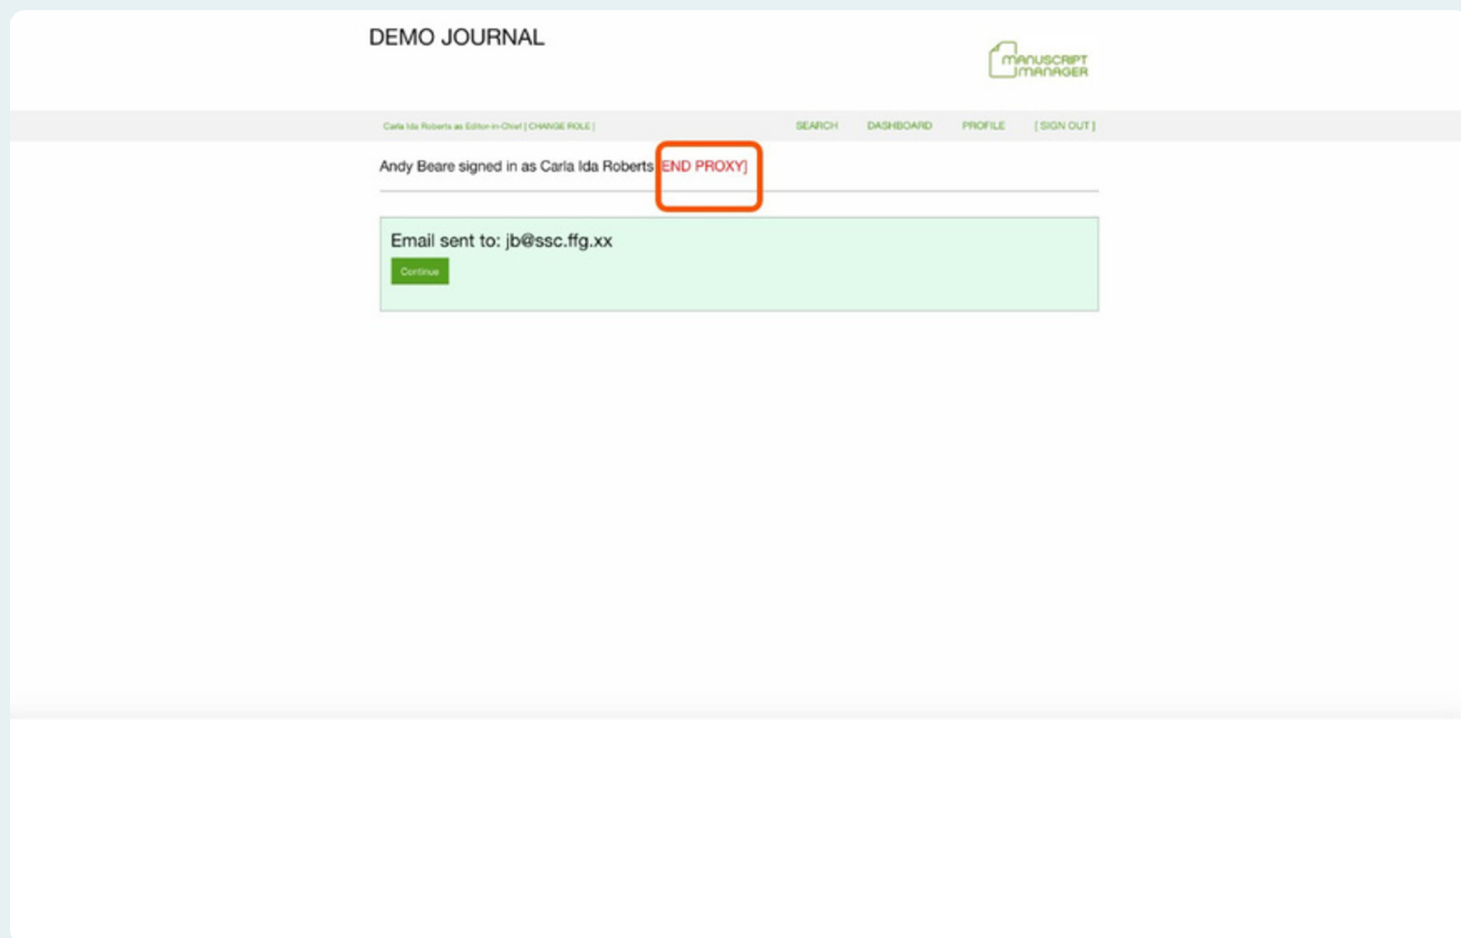 DEMO JOURNAL
MANUSCRIPT
MANAGER
Carla Ida Roberts as Editor-in-Chief [ CHANGE ROLE ]
SEARCH DASHBOARD PROFILE [ SIGN OUT ]
Andy Beare signed in as Carla Ida Roberts END PROXY]
Email sent to: jb@ssc.ffg.xx
Continue